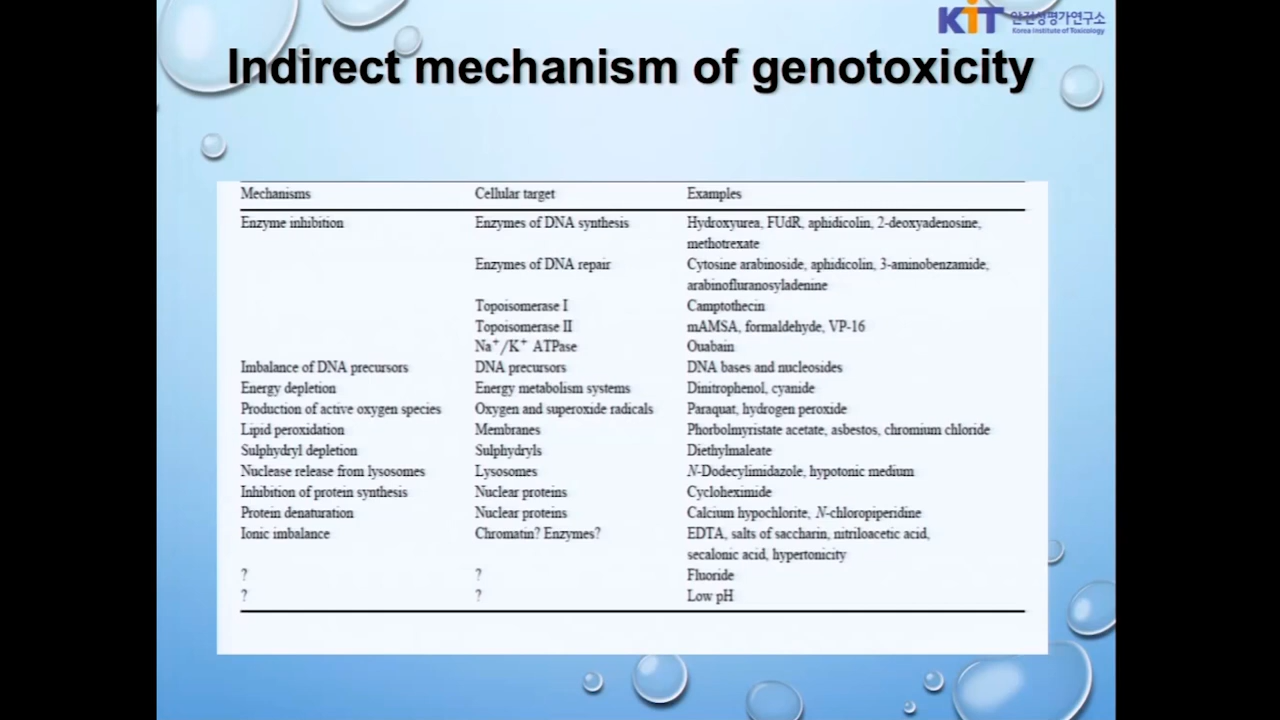 KIT 안전성평가연구소
Korea Institute of Toxicology
Indirect mechanism of genotoxicity
Mechanisms Cellular target Examples
Enzyme inhibition Enzymes of DNA synthesis Hydroxyurea, FUdR, aphidicolin, 2-deoxyadenosine,
methotrexate
Enzymes of DNA repair Cytosine arabinoside, aphidicolin, 3-aminobenzamide,
arabinofluranosyladenine
Topoisomerase I Camptothecin
Topoisomerase II mAMSA, formaldehyde, VP-16
Na⁺/K⁺ ATPase Ouabain
Imbalance of DNA precursors DNA precursors DNA bases and nucleosides
Energy depletion Energy metabolism systems Dinitrophenol, cyanide
Production of active oxygen species Oxygen and superoxide radicals Paraquat, hydrogen peroxide
Lipid peroxidation Membranes Phorbolmyristate acetate, asbestos, chromium chloride
Sulphydryl depletion Sulphydryls Diethylmaleate
Nuclease release from lysosomes Lysosomes N-Dodecylimidazole, hypotonic medium
Inhibition of protein synthesis Nuclear proteins Cycloheximide
Protein denaturation Nuclear proteins Calcium hypochlorite, N-chloropiperidine
Ionic imbalance Chromatin? Enzymes? EDTA, salts of saccharin, nitriloacetic acid,
secalonic acid, hypertonicity
? ? Fluoride
? ? Low pH